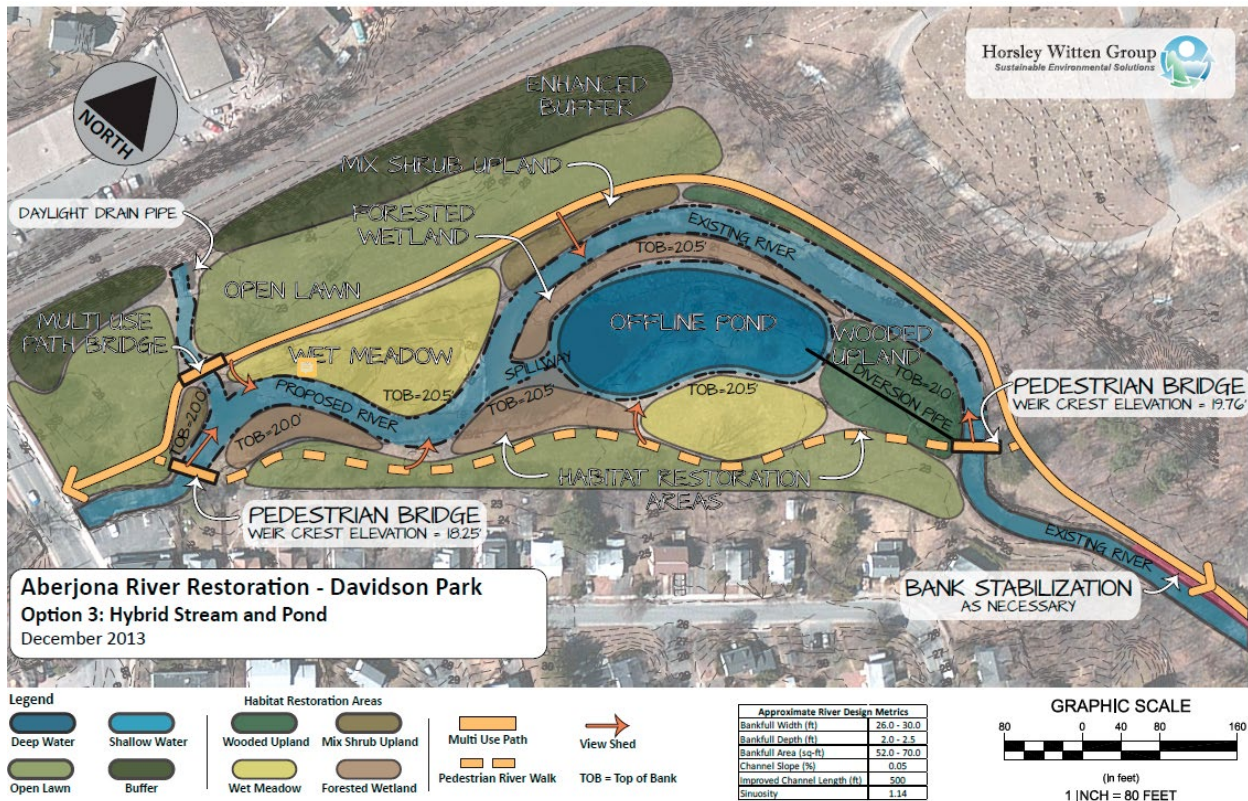 Horsley Witten Group
Sustainable Environmental Solutions
NORTH
ENHANCED
BUFFER
MIX SHRUB UPLAND
DAYLIGHT DRAIN PIPE
FORESTED
WETLAND
EXISTING RIVER
TOB=20.5'
OPEN LAWN
MULTI USE
PATH BRIDGE
OFFLINE POND
WET MEADOW
WOODED
UPLAND
SPILLWAY
TOB=21.0'
PROPOSED RIVER
TOB=20.5'
TOB=20.5'
TOB=20.5'
DIVERSION PIPE
PEDESTRIAN BRIDGE
WEIR CREST ELEVATION = 19.76'
TOB=20.0'
TOB=20.0'
HABITAT RESTORATION
AREAS
PEDESTRIAN BRIDGE
WEIR CREST ELEVATION = 18.25'
EXISTING RIVER
BANK STABILIZATION
AS NECESSARY
Aberjona River Restoration - Davidson Park
Option 3: Hybrid Stream and Pond
December 2013
Legend
Deep Water
Shallow Water
Open Lawn
Buffer
Habitat Restoration Areas
Wooded Upland
Mix Shrub Upland
Wet Meadow
Forested Wetland
Multi Use Path
Pedestrian River Walk
View Shed
TOB = Top of Bank
Approximate River Design Metrics
Bankfull Width (ft) 26.0 - 30.0
Bankfull Depth (ft) 2.0 - 2.5
Bankfull Area (sq-ft) 52.0 - 70.0
Channel Slope (%) 0.05
Improved Channel Length (ft) 500
Sinuosity 1.14
GRAPHIC SCALE
80 0 40 80 160
(In feet)
1 INCH = 80 FEET